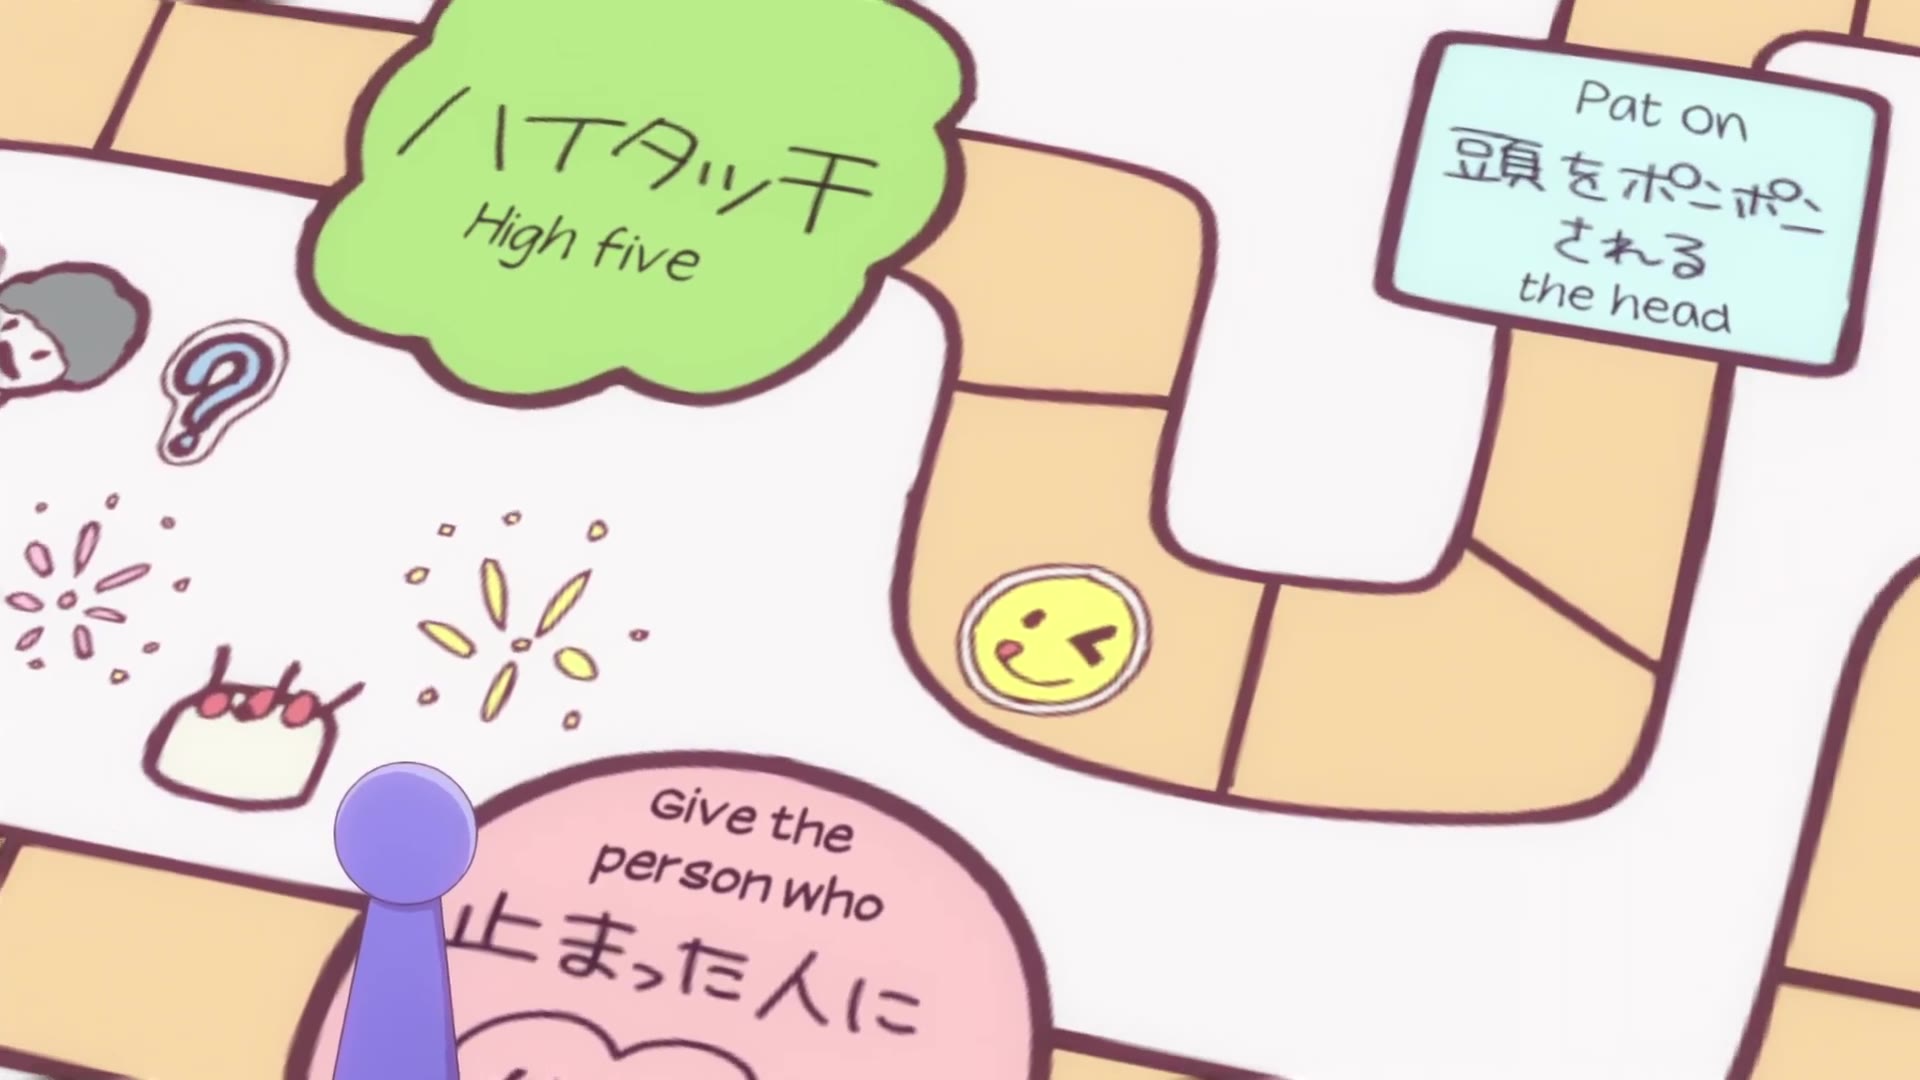 ハイタッチ
High five
Pat on
頭をポンポン
される
the head
Give the
person who
止まった人に